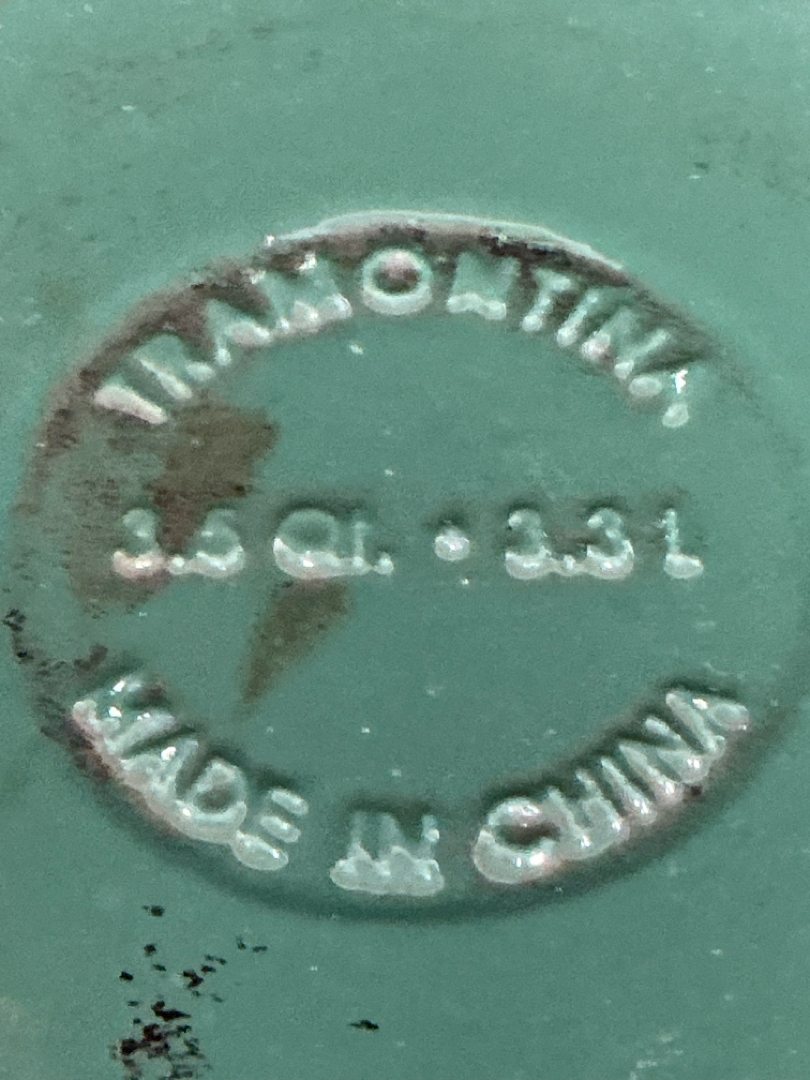 TRAMONTINA
3.5 Qt. • 3.3 L
MADE IN CHINA